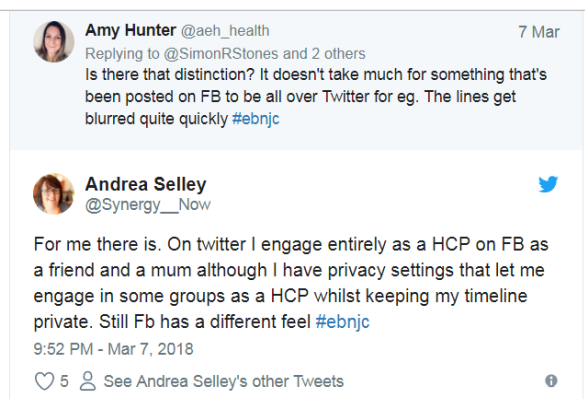 Amy Hunter @aeh_health 7 Mar
Replying to @SimonRStones and 2 others
Is there that distinction? It doesn't take much for something that's
been posted on FB to be all over Twitter for eg. The lines get
blurred quite quickly #ebnjc
Andrea Selley
@Synergy__Now
For me there is. On twitter I engage entirely as a HCP on FB as
a friend and a mum although I have privacy settings that let me
engage in some groups as a HCP whilst keeping my timeline
private. Still Fb has a different feel #ebnjc
9:52 PM - Mar 7, 2018
5 See Andrea Selley's other Tweets